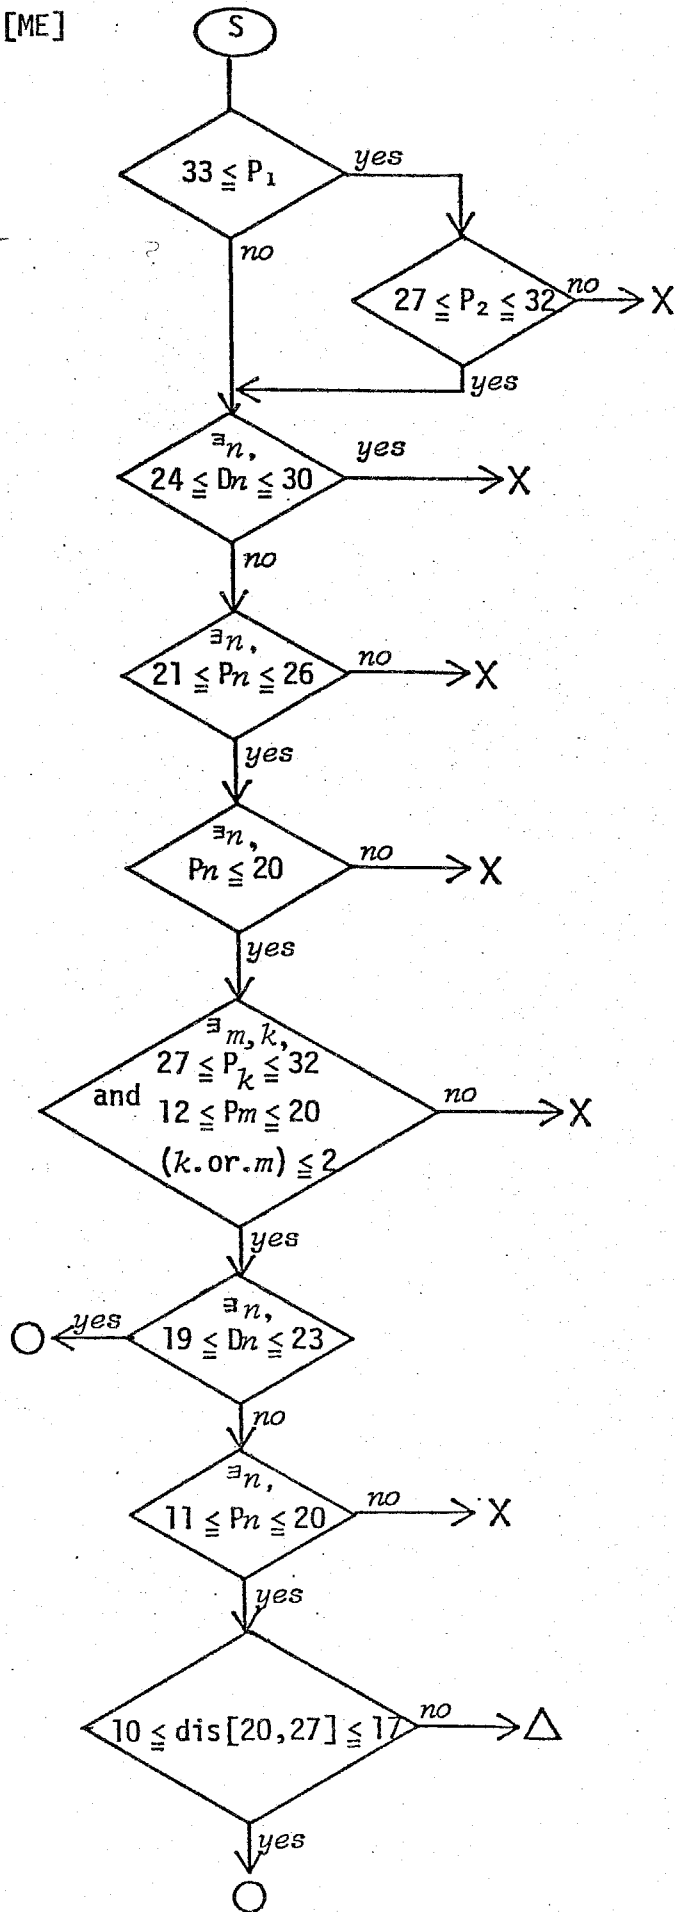 [ME]
S
33 ≦ P₁
yes
no
27 ≦ P₂ ≦ 32
no
X
yes
∃n,
24 ≦ Dn ≦ 30
yes
X
no
∃n,
21 ≦ Pn ≦ 26
no
X
yes
∃n,
Pn ≦ 20
no
X
yes
∃m,k,
27 ≦ Pk ≦ 32
and 12 ≦ Pm ≦ 20
(k.or.m) ≦ 2
no
X
yes
∃n,
19 ≦ Dn ≦ 23
yes
no
∃n,
11 ≦ Pn ≦ 20
no
X
yes
10 ≦ dis[20,27] ≦ 17
no
yes